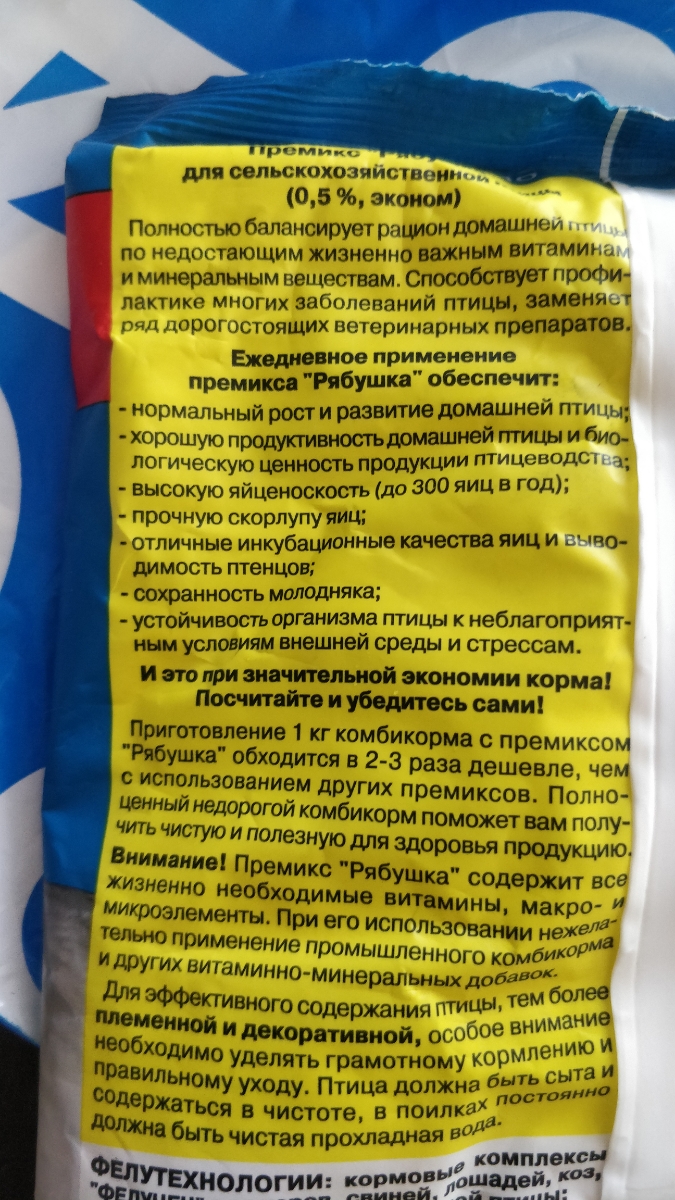 Премикс "Рябу
для сельскохозяйственной
(0,5 %, эконом)
Полностью балансирует рацион домашней птицы
по недостающим жизненно важным витаминам
и минеральным веществам. Способствует профи-
лактике многих заболеваний птицы, заменяет
ряд дорогостоящих ветеринарных препаратов.
Ежедневное применение
премикса "Рябушка" обеспечит:
- нормальный рост и развитие домашней птицы;
- хорошую продуктивность домашней птицы и био-
логическую ценность продукции птицеводства;
- высокую яйценоскость (до 300 яиц в год);
- прочную скорлупу яиц;
- отличные инкубационные качества яиц и выво-
димость птенцов;
- сохранность молодняка;
- устойчивость организма птицы к неблагоприят-
ным условиям внешней среды и стрессам.
И это при значительной экономии корма!
Посчитайте и убедитесь сами!
Приготовление 1 кг комбикорма с премиксом
"Рябушка" обходится в 2-3 раза дешевле, чем
с использованием других премиксов. Полно-
ценный недорогой комбикорм поможет вам полу-
чить чистую и полезную для здоровья продукцию.
Внимание! Премикс "Рябушка" содержит все
жизненно необходимые витамины, макро- и
микроэлементы. При его использовании нежела-
тельно применение промышленного комбикорма
и других витаминно-минеральных добавок.
Для эффективного содержания птицы, тем более
племенной и декоративной, особое внимание
необходимо уделять грамотному кормлению и
правильному уходу. Птица должна быть сыта и
содержаться в чистоте, в поилках постоянно
должна быть чистая прохладная вода.
ФЕЛУТЕХНОЛОГИИ: кормовые комплексы
"ФЕЛУЦЕН" свиней, лошадей, коз,
птицы;